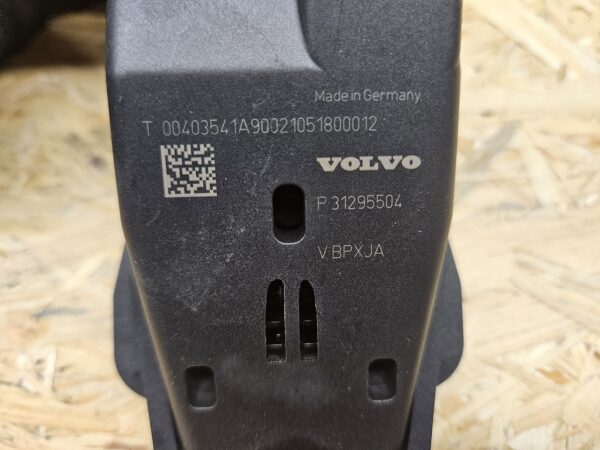 Made in Germany
T 00403541A90021051800012
VOLVO
P 31295504
V BPXJA